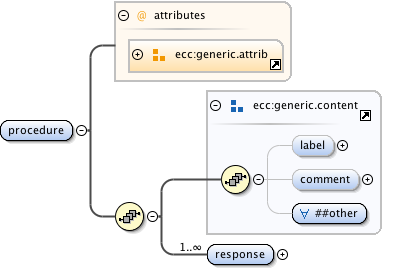 @ attributes
ecc:generic.attrib
procedure
ecc:generic.content
label
comment
∀ ##other
1..∞
response